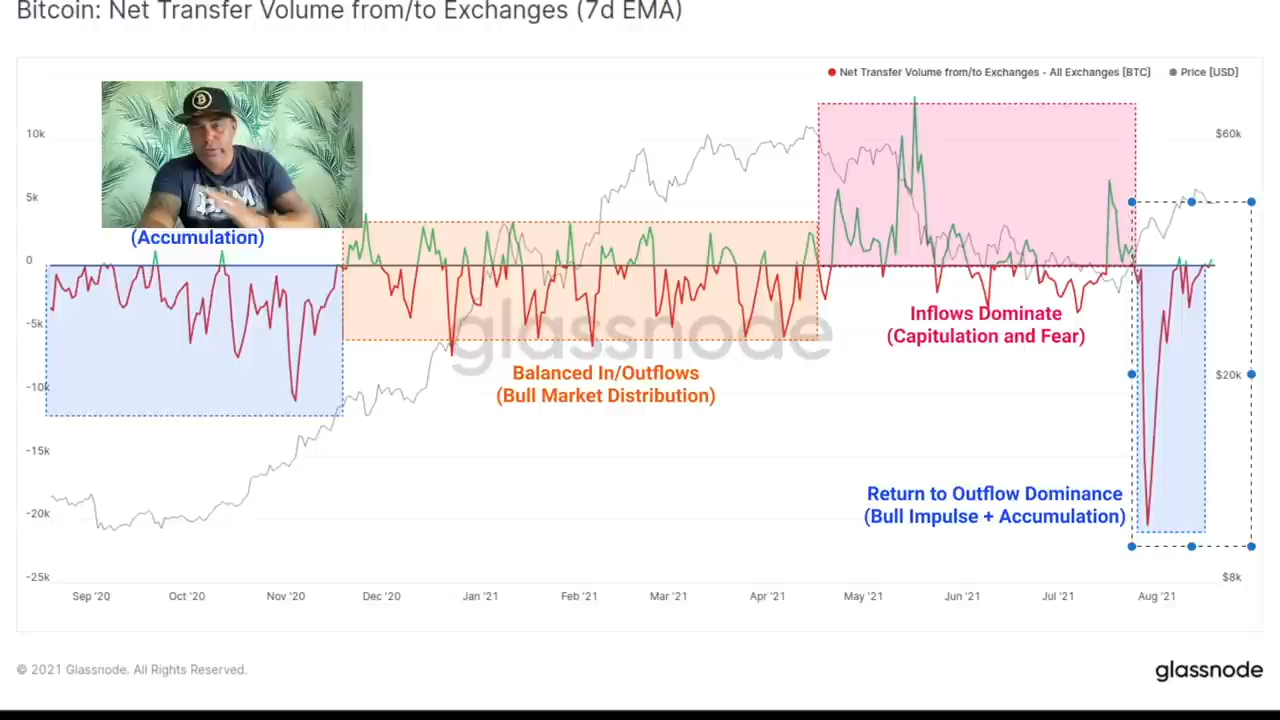 Bitcoin: Net Transfer Volume from/to Exchanges (7d EMA)
Net Transfer Volume from/to Exchanges - All Exchanges [BTC]
Price [USD]
10k
5k
0
-5k
-10k
-15k
-20k
-25k
$60k
$20k
$8k
(Accumulation)
Balanced In/Outflows
(Bull Market Distribution)
Inflows Dominate
(Capitulation and Fear)
Return to Outflow Dominance
(Bull Impulse + Accumulation)
glassnode
Sep '20
Oct '20
Nov '20
Dec '20
Jan '21
Feb '21
Mar '21
Apr '21
May '21
Jun '21
Jul '21
Aug '21
© 2021 Glassnode. All Rights Reserved.
glassnode